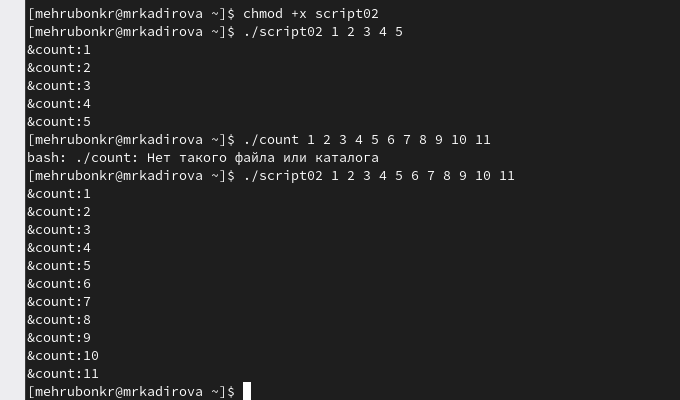 [mehrubonkr@mrkadirova ~]$ chmod +x script02
[mehrubonkr@mrkadirova ~]$ ./script02 1 2 3 4 5
&count:1
&count:2
&count:3
&count:4
&count:5
[mehrubonkr@mrkadirova ~]$ ./count 1 2 3 4 5 6 7 8 9 10 11
bash: ./count: Нет такого файла или каталога
[mehrubonkr@mrkadirova ~]$ ./script02 1 2 3 4 5 6 7 8 9 10 11
&count:1
&count:2
&count:3
&count:4
&count:5
&count:6
&count:7
&count:8
&count:9
&count:10
&count:11
[mehrubonkr@mrkadirova ~]$